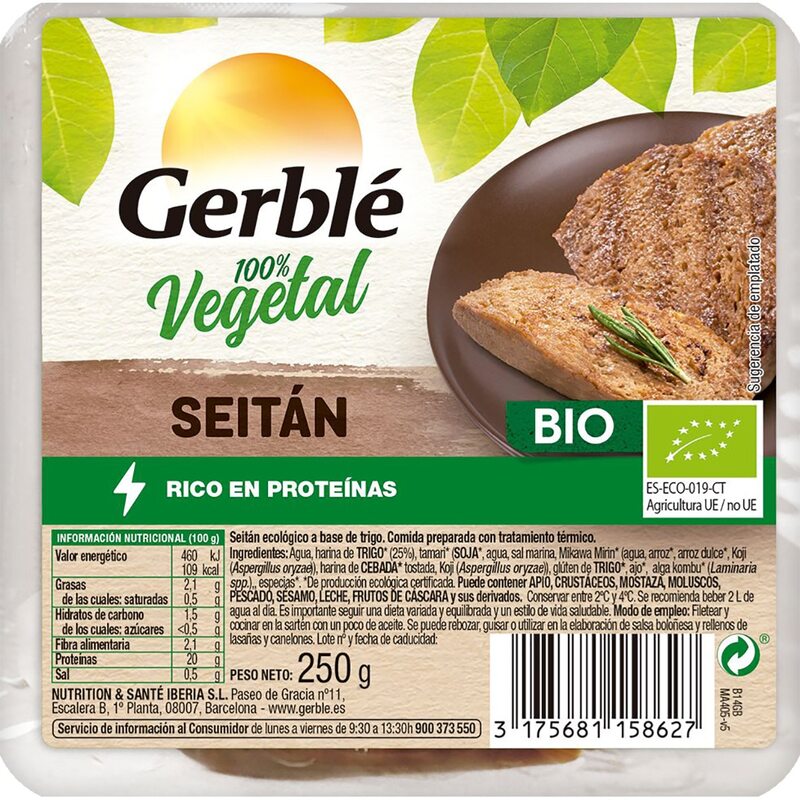 Gerblé
100%
Vegetal
SEITÁN
Sugerencia de emplatado
BIO
ES-ECO-019-CT
Agricultura UE / no UE
RICO EN PROTEÍNAS
INFORMACIÓN NUTRICIONAL (100 g)
Valor energético 460 kJ
109 kcal
Grasas 2,1 g
de las cuales: saturadas 0,5 g
Hidratos de carbono 1,5 g
de los cuales: azúcares <0,5 g
Fibra alimentaria 2,1 g
Proteínas 20 g
Sal 0,5 g
Seitán ecológico a base de trigo. Comida preparada con tratamiento térmico.
Ingredientes: Agua, harina de TRIGO* (25%), tamari* (SOJA*, agua, sal marina, Mikawa Mirin* (agua, arroz*, arroz dulce*, Koji
(Aspergillus oryzae)), harina de CEBADA* tostada, Koji (Aspergillus oryzae)), glúten de TRIGO*, ajo*, alga kombu* (Laminaria
spp.), especias*. *De producción ecológica certificada. Puede contener APIO, CRUSTÁCEOS, MOSTAZA, MOLUSCOS,
PESCADO, SÉSAMO, LECHE, FRUTOS DE CÁSCARA y sus derivados. Conservar entre 2ºC y 4ºC. Se recomienda beber 2 L de
agua al día. Es importante seguir una dieta variada y equilibrada y un estilo de vida saludable. Modo de empleo: Filetear y
cocinar en la sartén con un poco de aceite. Se puede rebozar, guisar o utilizar en la elaboración de salsa boloñesa y rellenos de
lasañas y canelones. Lote nº y fecha de caducidad:
PESO NETO: 250 g
NUTRITION & SANTÉ IBERIA S.L. Paseo de Gracia nº11,
Escalera B, 1º Planta, 08007, Barcelona - www.gerble.es
Servicio de información al Consumidor de lunes a viernes de 9:30 a 13:30h 900 373 550
3 175681 158627
®
B14GB
MA405-v5